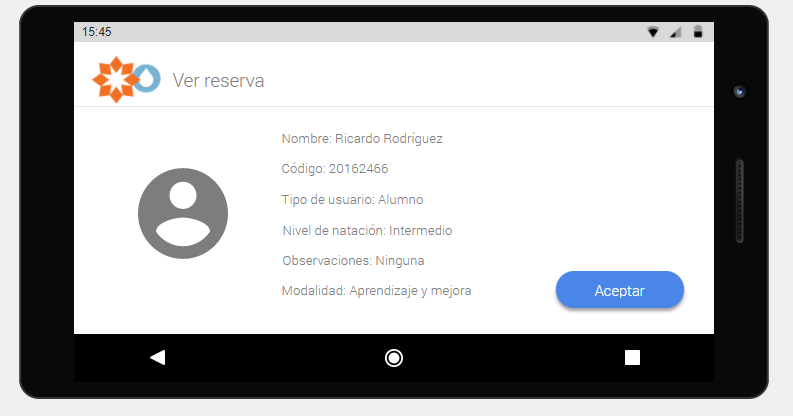 15:45
Ver reserva
Nombre: Ricardo Rodríguez
Código: 20162466
Tipo de usuario: Alumno
Nivel de natación: Intermedio
Observaciones: Ninguna
Modalidad: Aprendizaje y mejora
Aceptar